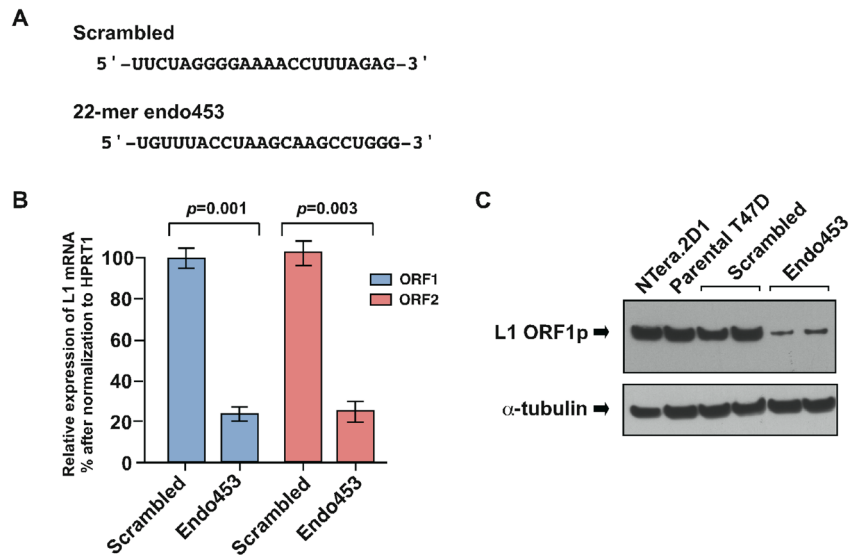 A
Scrambled
5'-UUCUAGGGGAAAACCUUUAGAG-3'
22-mer endo453
5'-UGUUUACCUAAGCAAGCCUGGG-3'
B
p=0.001
p=0.003
Relative expression of L1 mRNA
% after normalization to HPRT1
100
80
60
40
20
0
ORF1
ORF2
Scrambled
Endo453
Scrambled
Endo453
C
NTera.2D1
Parental T47D
Scrambled
Endo453
L1 ORF1p
α-tubulin